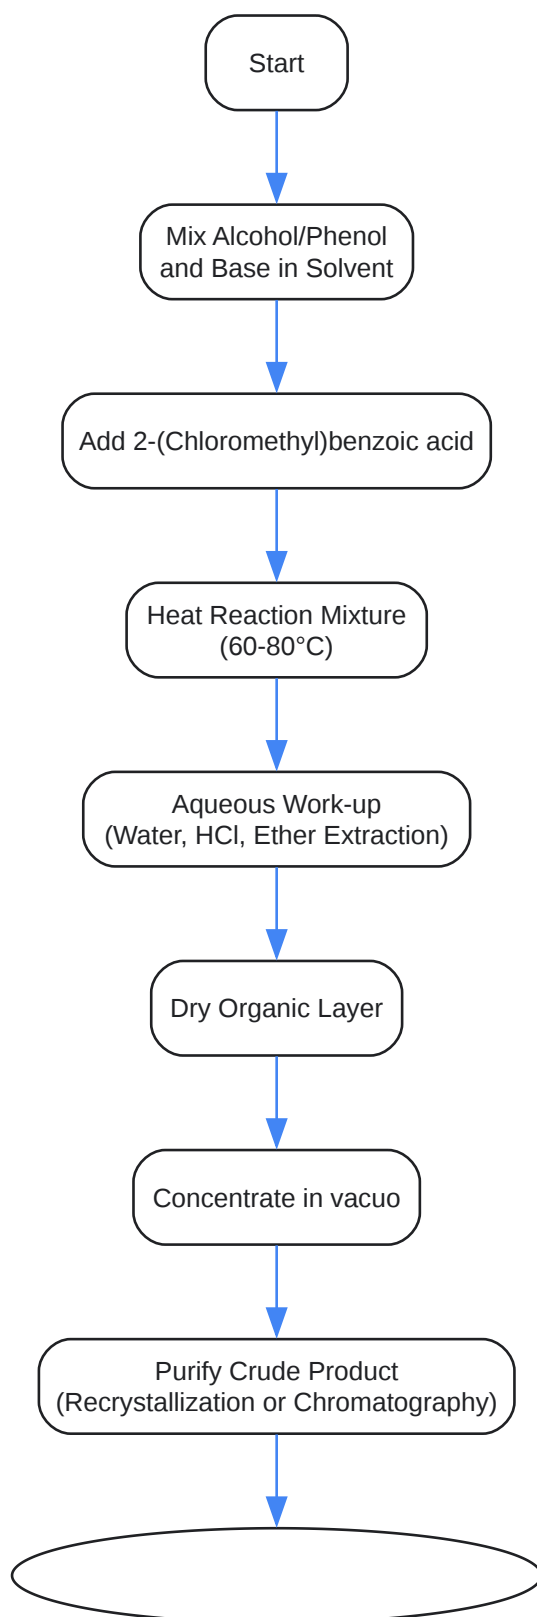 Start
Mix Alcohol/Phenol
and Base in Solvent
Add 2-(Chloromethyl)benzoic acid
Heat Reaction Mixture
(60-80°C)
Aqueous Work-up
(Water, HCl, Ether Extraction)
Dry Organic Layer
Concentrate in vacuo
Purify Crude Product
(Recrystallization or Chromatography)